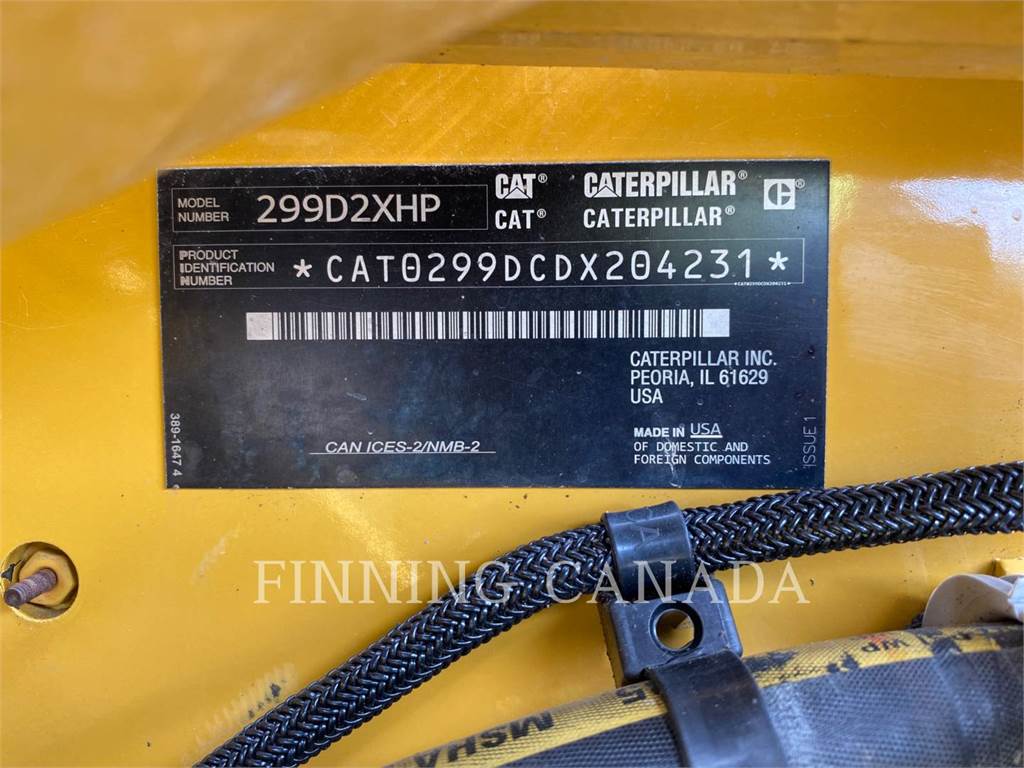 MODEL NUMBER 299D2XHP
CAT® CATERPILLAR® C
CAT® CATERPILLAR®
PRODUCT IDENTIFICATION NUMBER *CAT0299DCDX204231*
*CAT0299DCDX204231*
CATERPILLAR INC.
PEORIA, IL 61629
USA
MADE IN USA
OF DOMESTIC AND
FOREIGN COMPONENTS
CAN ICES-2/NMB-2
389-1647 4
ISSUE 1
FINNING CANADA
MSHA
5